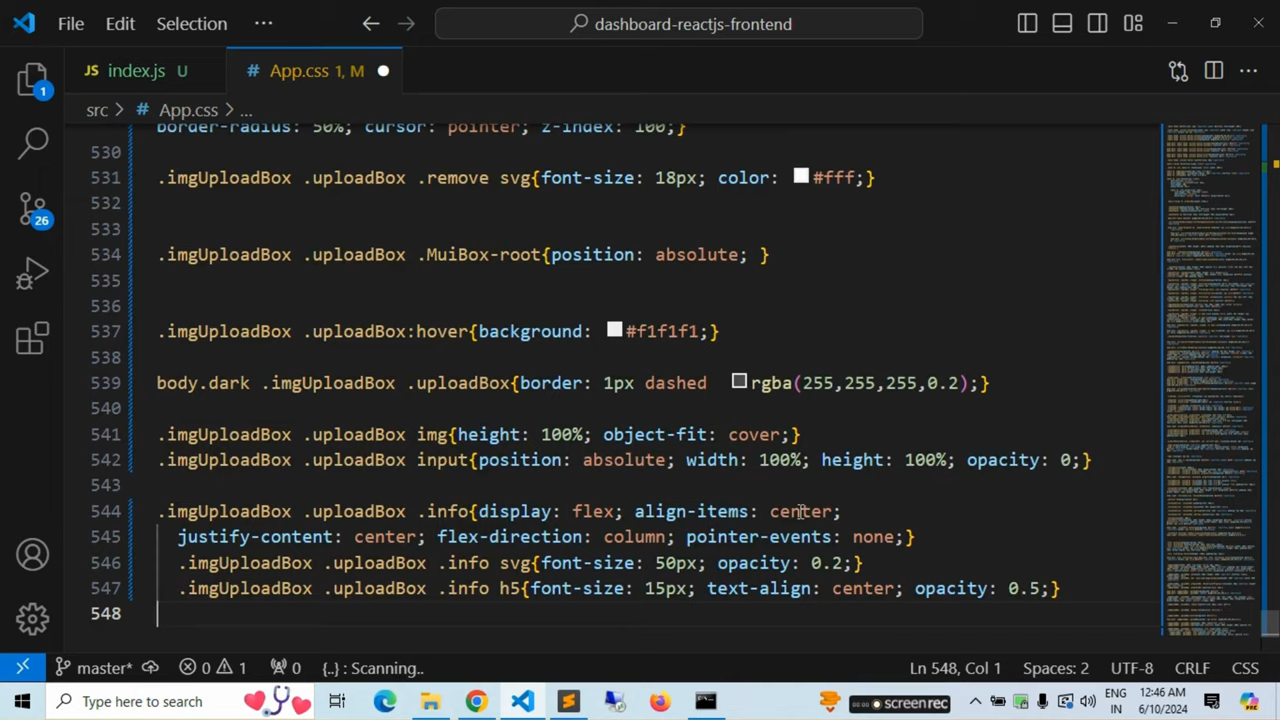 File Edit Selection ··· dashboard-reactjs-frontend
JS index.js U # App.css 1, M
src > # App.css > ...
border-radius: 50%; cursor: pointer; z-index: 100;}
530
531 .imgUploadBox .uploadBox .remove svg{font-size: 18px; color: #fff;}
532
533
534 .imgUploadBox .uploadBox .MuiBox-root{position: absolute; }
535
536
537 .imgUploadBox .uploadBox:hover{background: #f1f1f1;}
538
539 body.dark .imgUploadBox .uploadBox{border: 1px dashed rgba(255,255,255,0.2);}
540
541 .imgUploadBox .uploadBox img{height: 100%; object-fit: cover;}
542 .imgUploadBox .uploadBox input{position: absolute; width: 100%; height: 100%; opacity: 0;}
543
544 .imgUploadBox .uploadBox .info{display: flex; align-items: center;
545 justify-content: center; flex-direction: column; pointer-events: none;}
546 .imgUploadBox .uploadBox .info font-size: opacity: 0.2;}
547 .imgUploadBox .uploadBox .info font-size: 15px; text-align: center, opacity: 0.5;}
548
master* 0 1 0 {..} : Scanning.. Ln 548, Col 1 Spaces: 2 UTF-8 CRLF CSS
Type here to search screen rec ENG IN 12:46 AM 6/10/2024
1
26